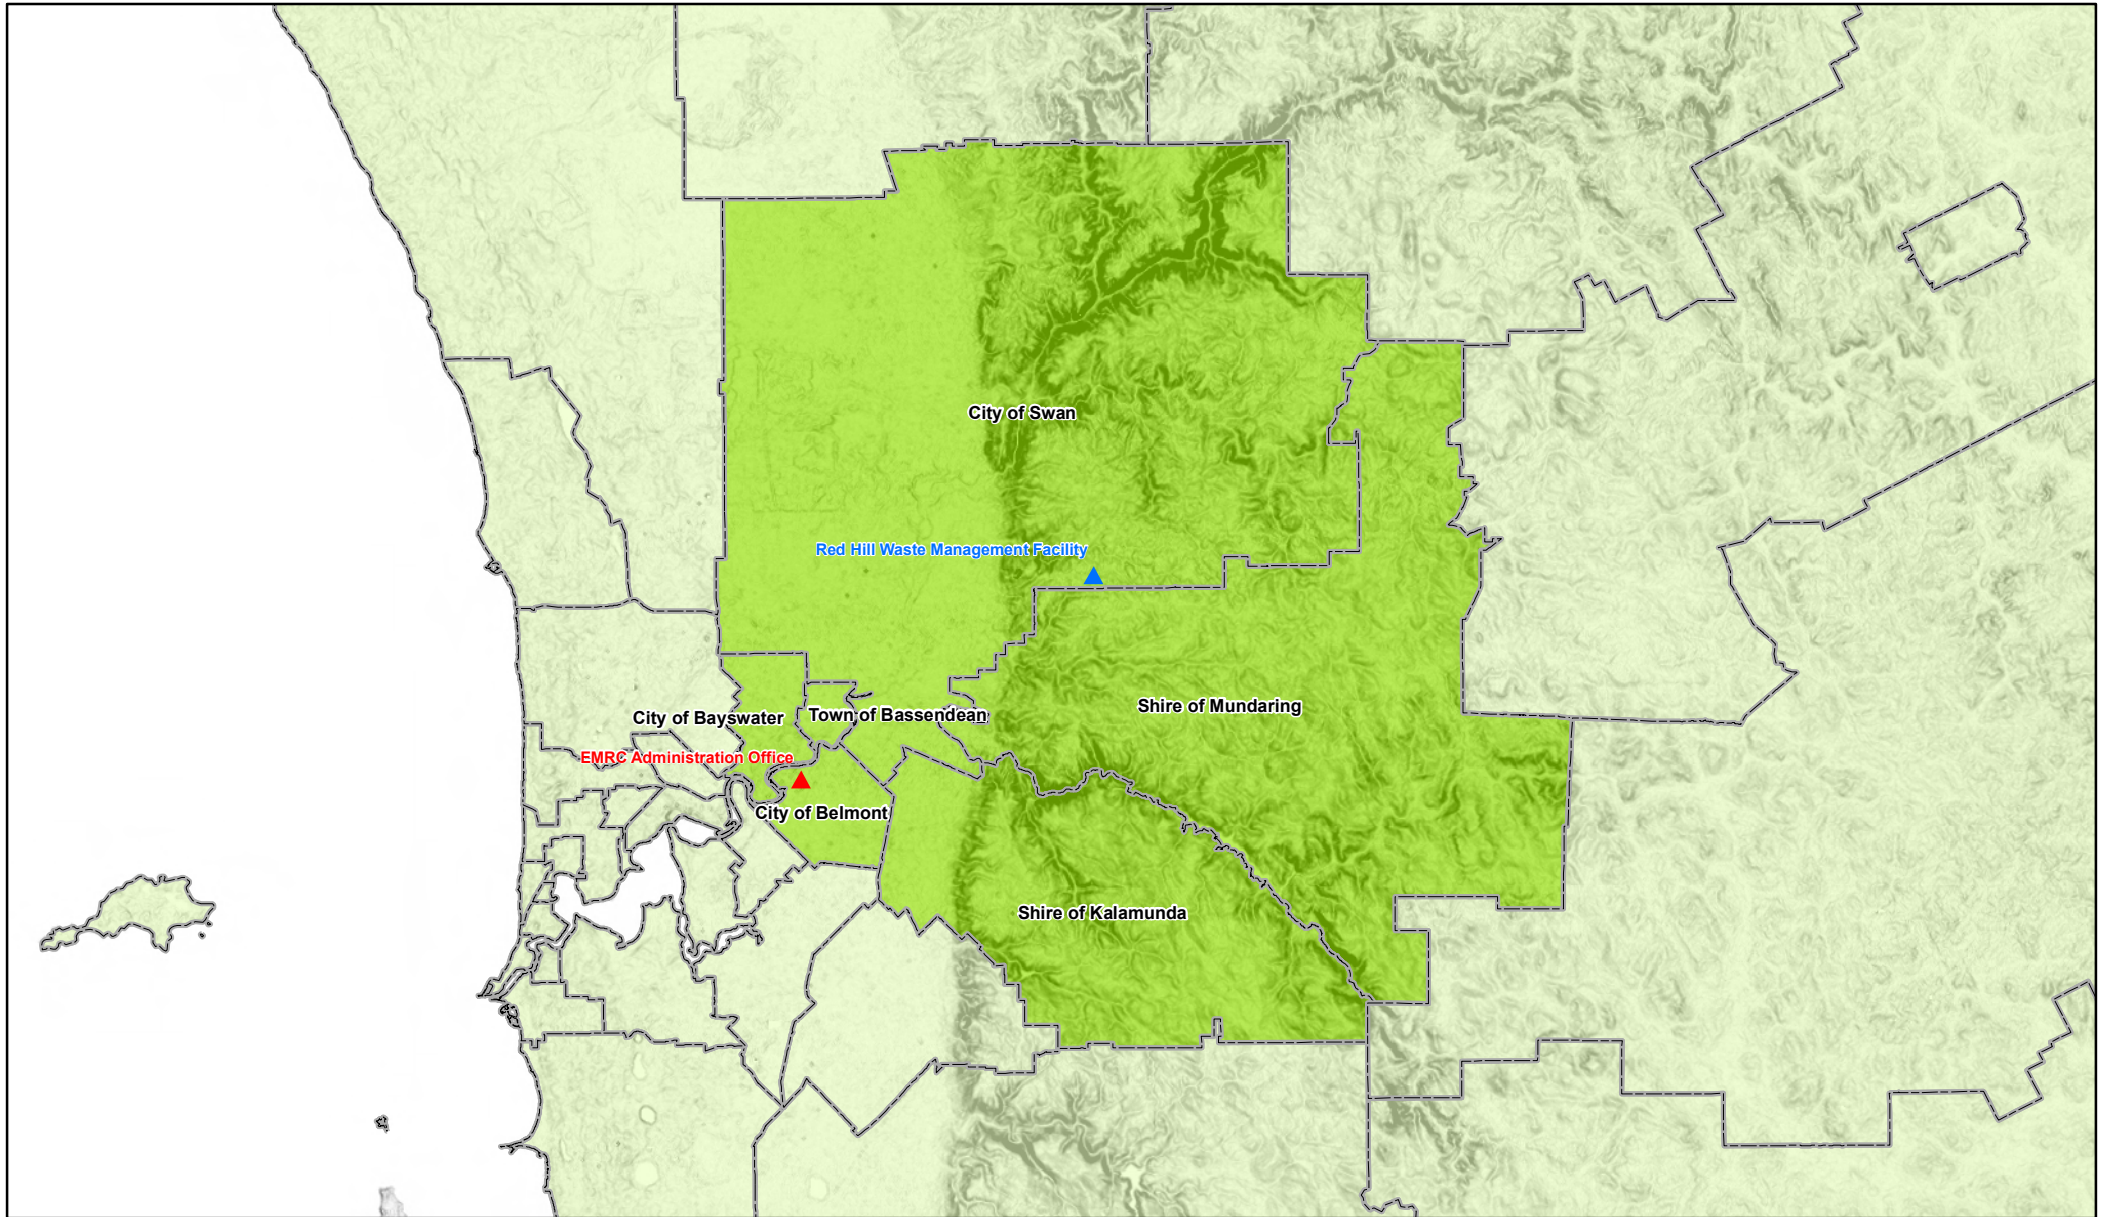 City of Swan
Red Hill Waste Management Facility
Shire of Mundaring
City of Bayswater
Town of Bassendean
EMRC Administration Office
City of Belmont
Shire of Kalamunda